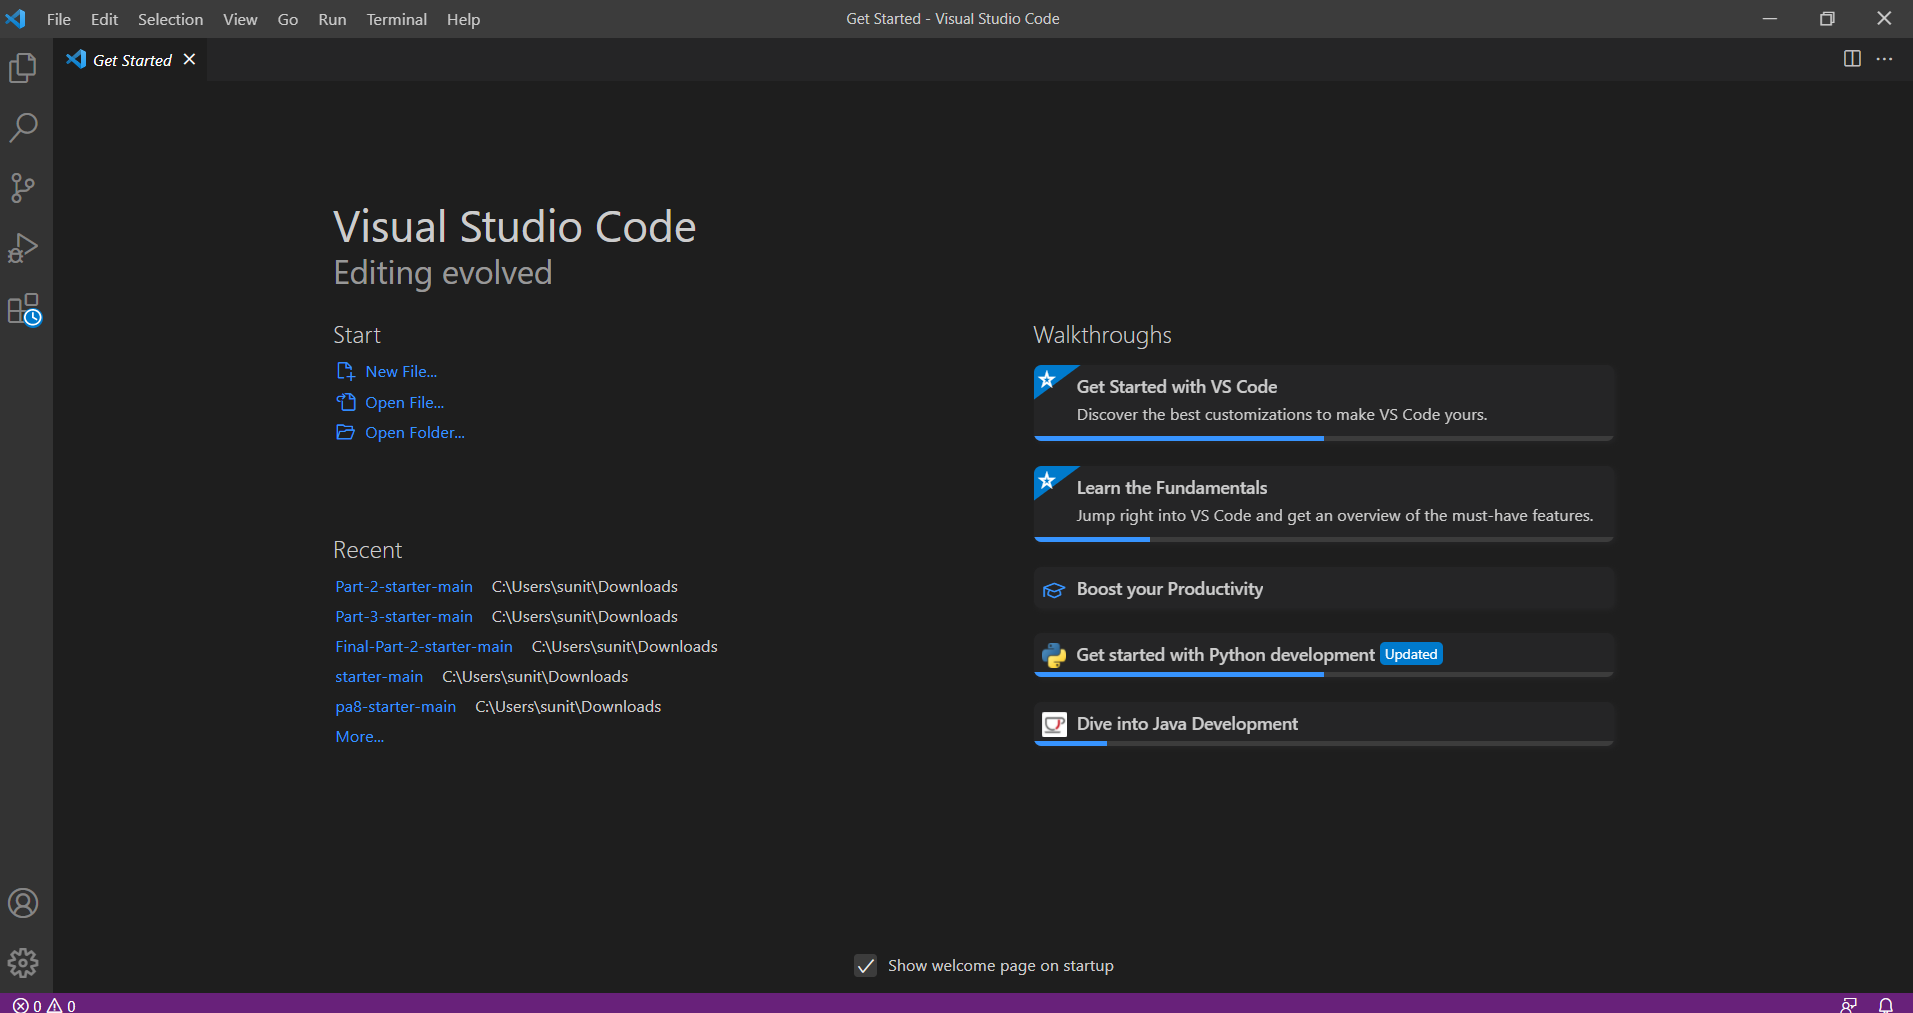 File Edit Selection View Go Run Terminal Help
Get Started - Visual Studio Code
Get Started
Visual Studio Code
Editing evolved
Start
New File...
Open File...
Open Folder...
Recent
Part-2-starter-main C:\Users\sunit\Downloads
Part-3-starter-main C:\Users\sunit\Downloads
Final-Part-2-starter-main C:\Users\sunit\Downloads
starter-main C:\Users\sunit\Downloads
pa8-starter-main C:\Users\sunit\Downloads
More...
Walkthroughs
Get Started with VS Code
Discover the best customizations to make VS Code yours.
Learn the Fundamentals
Jump right into VS Code and get an overview of the must-have features.
Boost your Productivity
Get started with Python development Updated
Dive into Java Development
Show welcome page on startup
0 0